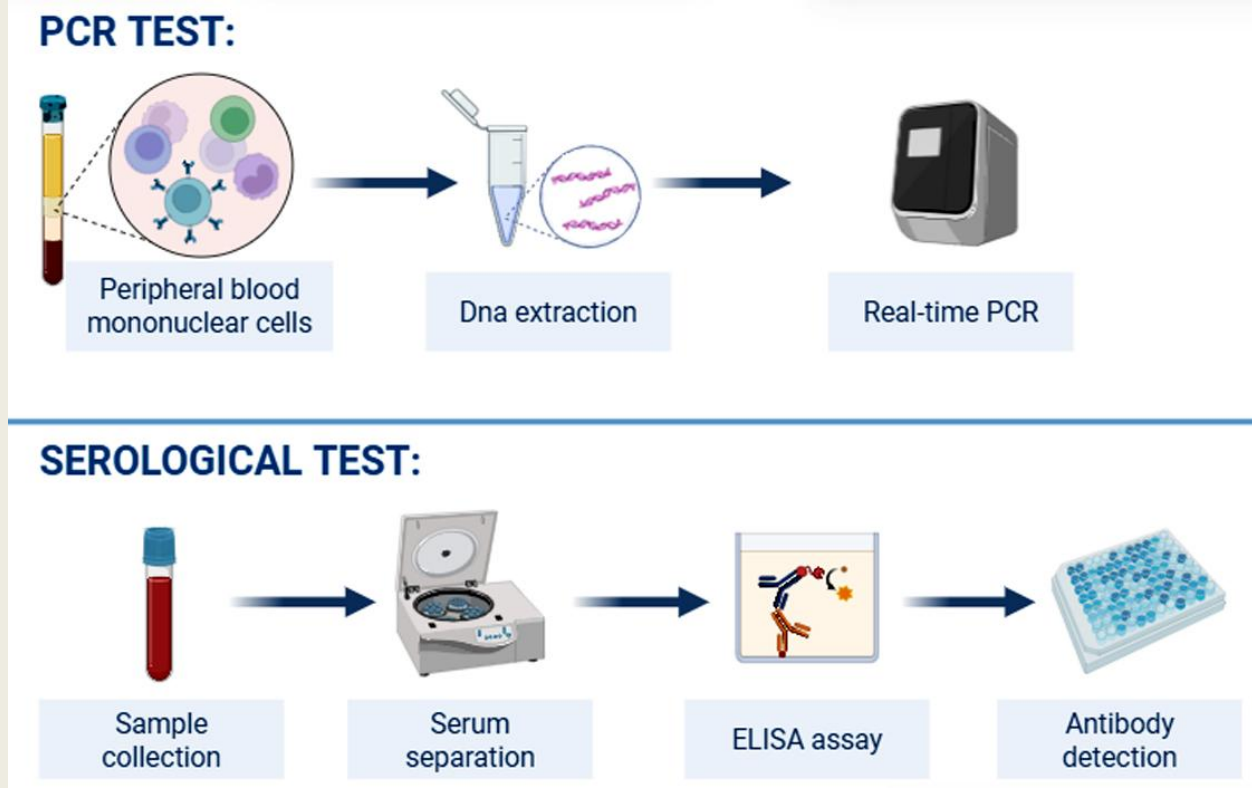 PCR TEST:
Peripheral blood
mononuclear cells
Dna extraction
Real-time PCR
SEROLOGICAL TEST:
Sample
collection
Serum
separation
ELISA assay
Antibody
detection